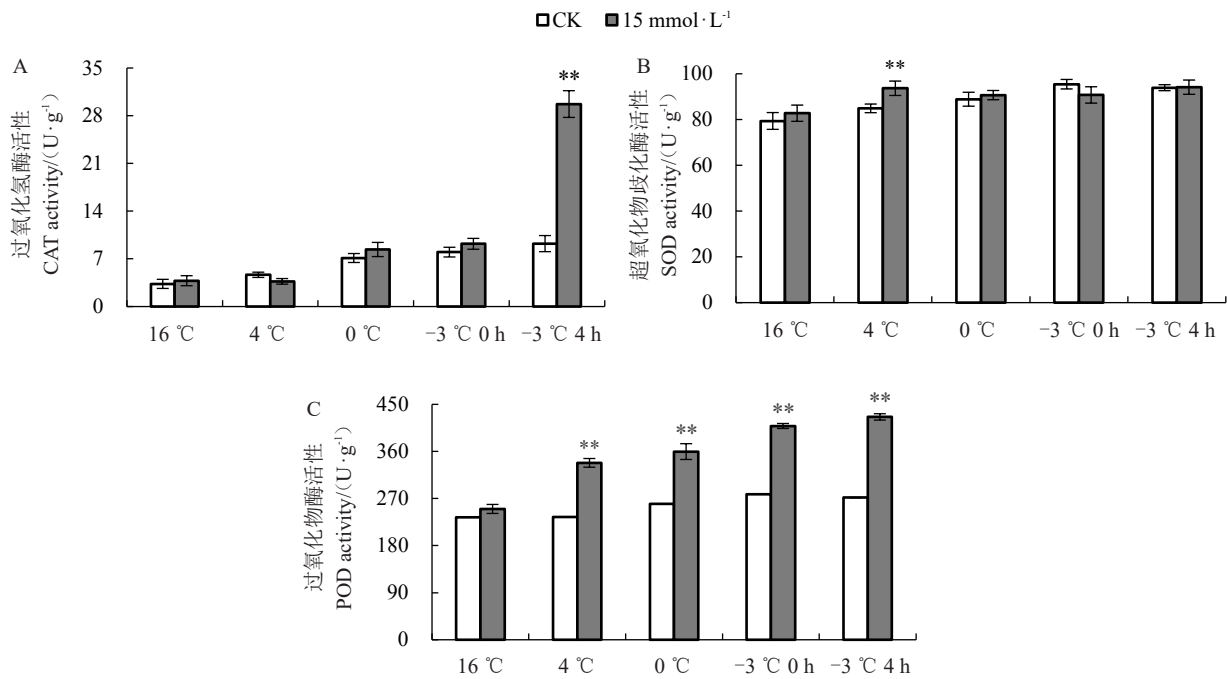 CK 15 mmol·L⁻¹
A
过氧化氢酶活性
CAT activity/(U·g⁻¹)
35
28
21
14
7
0
**
16 ℃ 4 ℃ 0 ℃ −3 ℃ 0 h −3 ℃ 4 h
B
超氧化物歧化酶活性
SOD activity/(U·g⁻¹)
100
80
60
40
20
0
**
16 ℃ 4 ℃ 0 ℃ −3 ℃ 0 h −3 ℃ 4 h
C
过氧化物酶活性
POD activity/(U·g⁻¹)
450
360
270
180
90
0
** ** ** **
16 ℃ 4 ℃ 0 ℃ −3 ℃ 0 h −3 ℃ 4 h